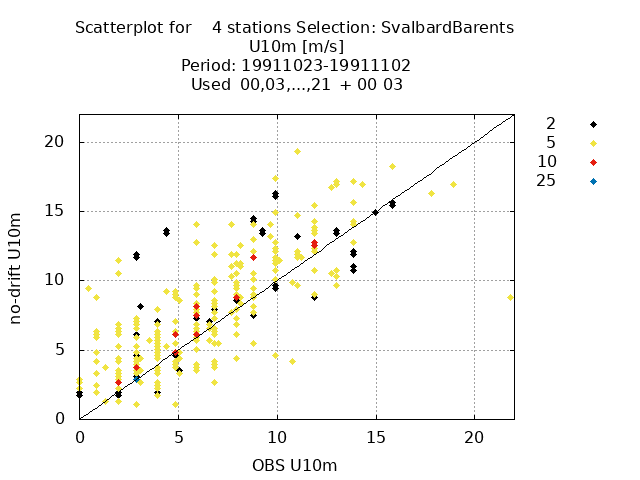 Scatterplot for    4 stations Selection: SvalbardBarents
U10m [m/s]
Period: 19911023-19911102
Used  00,03,...,21  + 00 03
2
5
10
25
20
15
10
5
0
no-drift U10m
0 5 10 15 20
OBS U10m